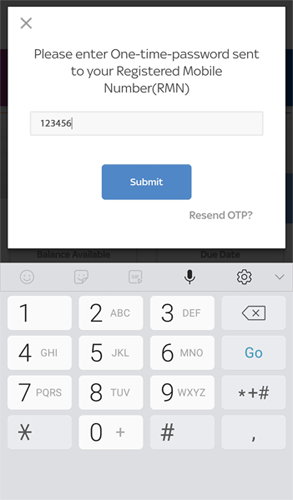 Please enter One-time-password sent
to your Registered Mobile
Number(RMN)
123456
Submit
Resend OTP?
Balance Available Due Date
GIF
1 2 ABC 3 DEF
4 GHI 5 JKL 6 MNO Go
7 PQRS 8 TUV 9 WXYZ *+#
* 0 + # ,